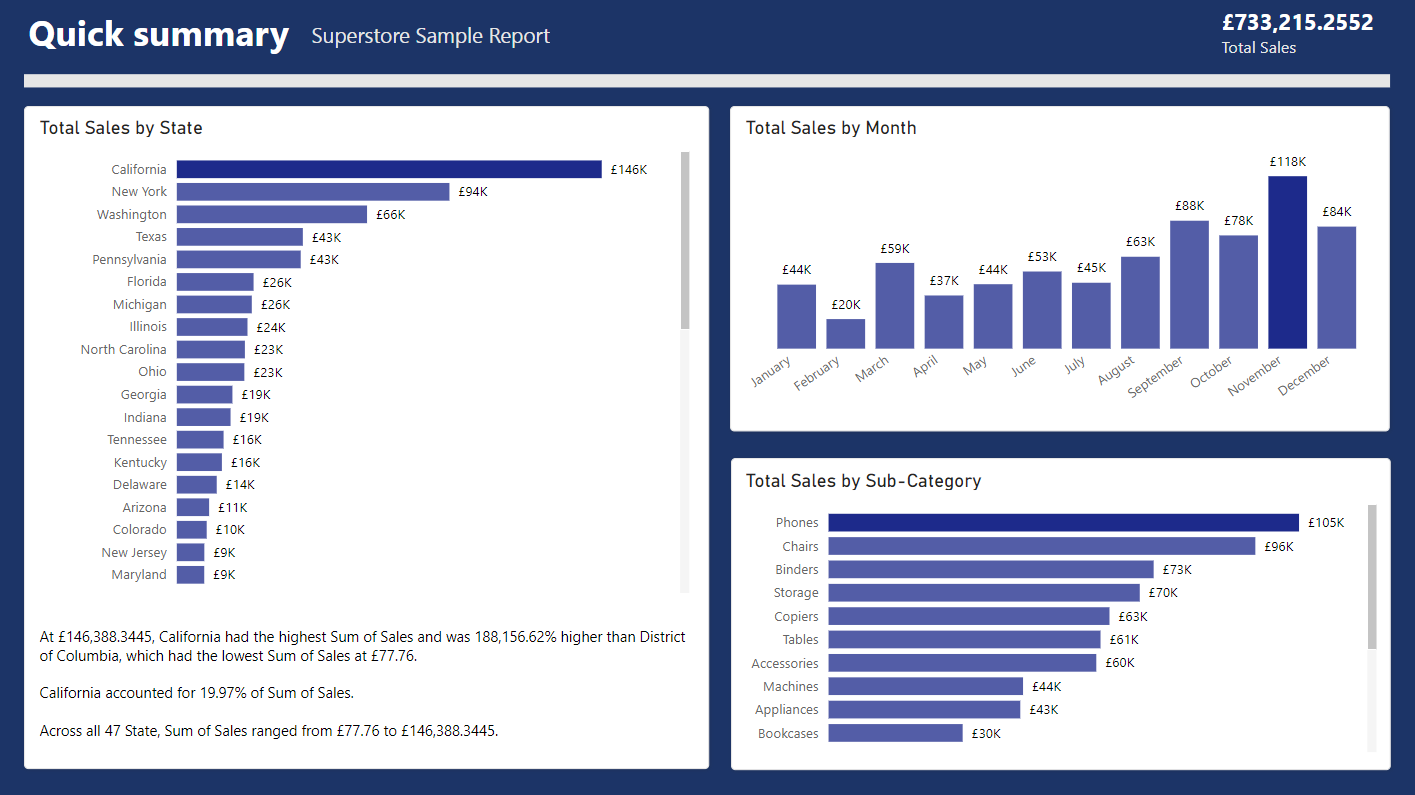 Quick summary
Superstore Sample Report
£733,215.2552
Total Sales
Total Sales by State
California £146K
New York £94K
Washington £66K
Texas £43K
Pennsylvania £43K
Florida £26K
Michigan £26K
Illinois £24K
North Carolina £23K
Ohio £23K
Georgia £19K
Indiana £19K
Tennessee £16K
Kentucky £16K
Delaware £14K
Arizona £11K
Colorado £10K
New Jersey £9K
Maryland £9K
At £146,388.3445, California had the highest Sum of Sales and was 188,156.62% higher than District
of Columbia, which had the lowest Sum of Sales at £77.76.
California accounted for 19.97% of Sum of Sales.
Across all 47 State, Sum of Sales ranged from £77.76 to £146,388.3445.
Total Sales by Month
£44K £20K £59K £37K £44K £53K £45K £63K £88K £78K £118K £84K
January February March April May June July August September October November December
Total Sales by Sub-Category
Phones £105K
Chairs £96K
Binders £73K
Storage £70K
Copiers £63K
Tables £61K
Accessories £60K
Machines £44K
Appliances £43K
Bookcases £30K